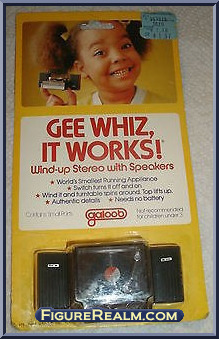 GEE WHIZ,
IT WORKS!
Wind-up Stereo with Speakers
★ World's Smallest Running Appliance
★ Switch turns it off and on
★ Wind it and turntable spins around. Top lifts up.
★ Authentic details ★ Needs no battery
Contains Small Parts
galoob
Not recommended
for children under 3
FIGUREREALM.COM